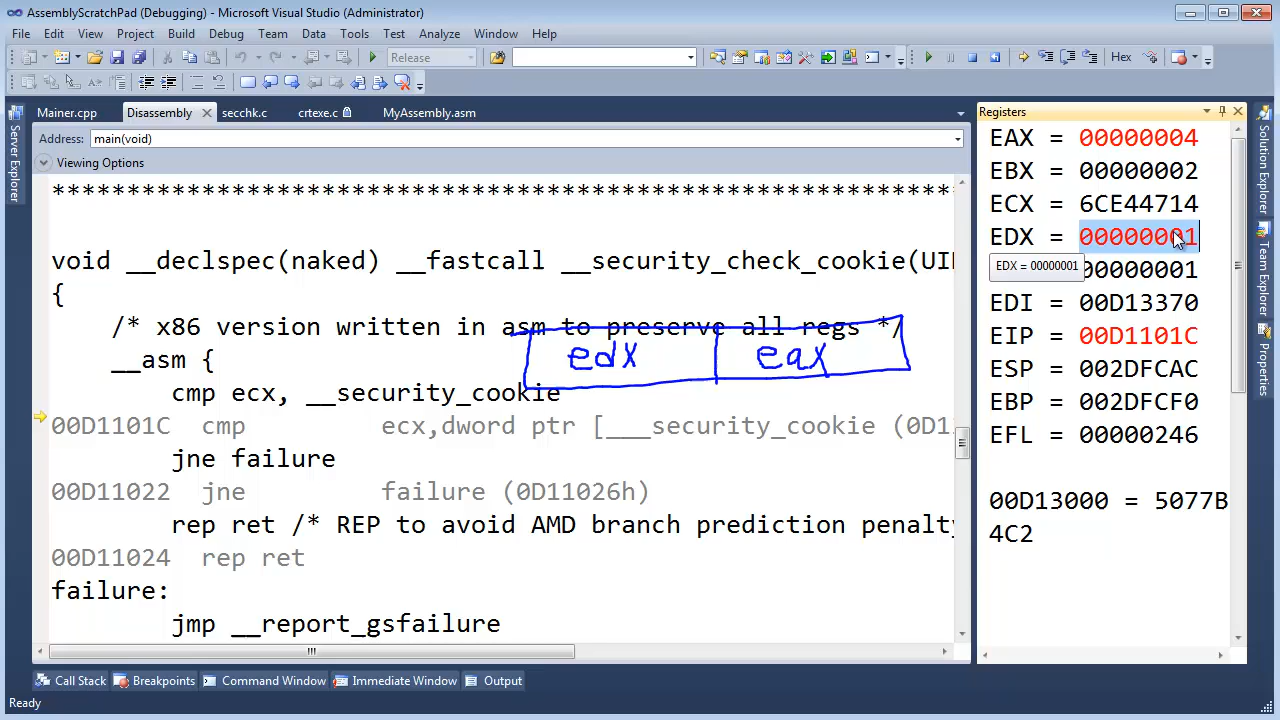 AssemblyScratchPad (Debugging) - Microsoft Visual Studio (Administrator)
File Edit View Project Build Debug Team Data Tools Test Analyze Window Help
Release Hex
Mainer.cpp Disassembly secchk.c crtexe.c MyAssembly.asm
Address: main(void)
Viewing Options
*************************************************************
void __declspec(naked) __fastcall __security_check_cookie(UI
{
/* x86 version written in asm to preserve all regs */
__asm {
cmp ecx, __security_cookie
00D1101C cmp ecx,dword ptr [___security_cookie (0D1
jne failure
00D11022 jne failure (0D11026h)
rep ret /* REP to avoid AMD branch prediction penalty
00D11024 rep ret
failure:
jmp __report_gsfailure
edx eax
Registers
EAX = 00000004
EBX = 00000002
ECX = 6CE44714
EDX = 00000001
EDX = 00000001
00000001
EDI = 00D13370
EIP = 00D1101C
ESP = 002DFCAC
EBP = 002DFCF0
EFL = 00000246
00D13000 = 5077B
4C2
Server Explorer
Solution Explorer
Team Explorer
Properties
Call Stack Breakpoints Command Window Immediate Window Output
Ready